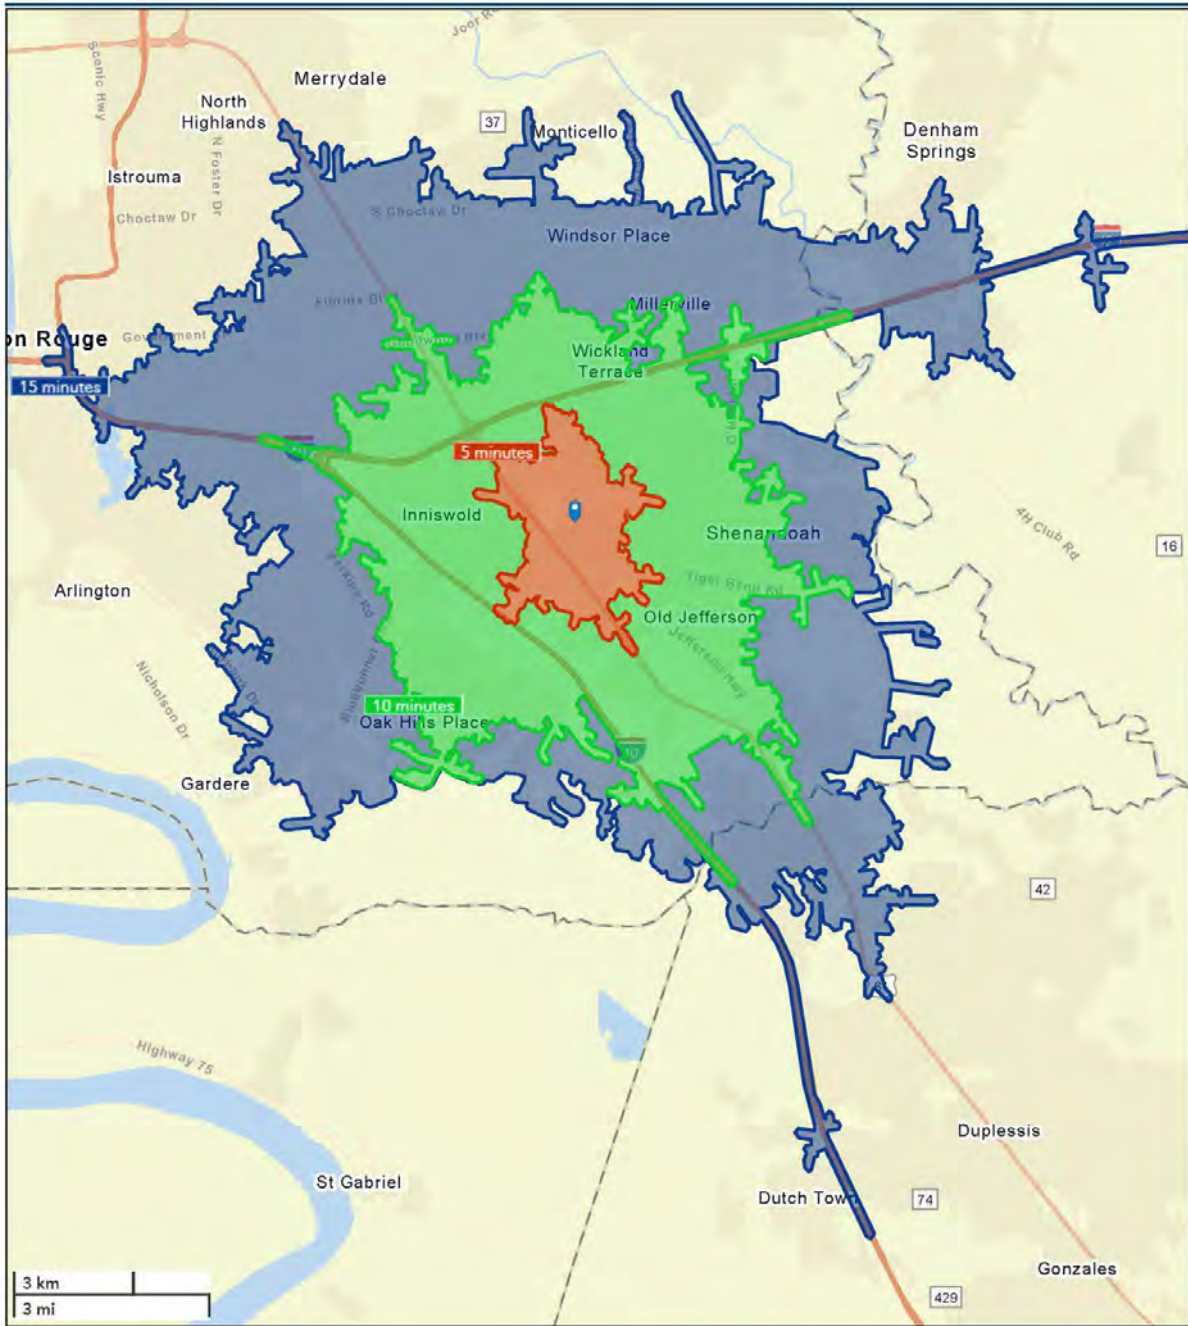 Joor Rd
Scenic Hwy
Merrydale
North
Highlands
37
Monticello
Denham
Springs
N Foster Dr
Istrouma
Choctaw Dr
S Choctaw Dr
Windsor Place
Florida Blvd
Millerville
on Rouge
Government
Wickland
Terrace
15 minutes
5 minutes
Inniswold
Shenandoah
4H Club Rd
16
Arlington
Perkins Rd
Tiger Bend Rd
Old Jefferson
Jefferson Hwy
Nicholson Dr
Bluebonnet
10 minutes
Oak Hills Place
10
Gardere
42
Highway 75
Duplessis
St Gabriel
Dutch Town
74
Gonzales
429
3 km
3 mi